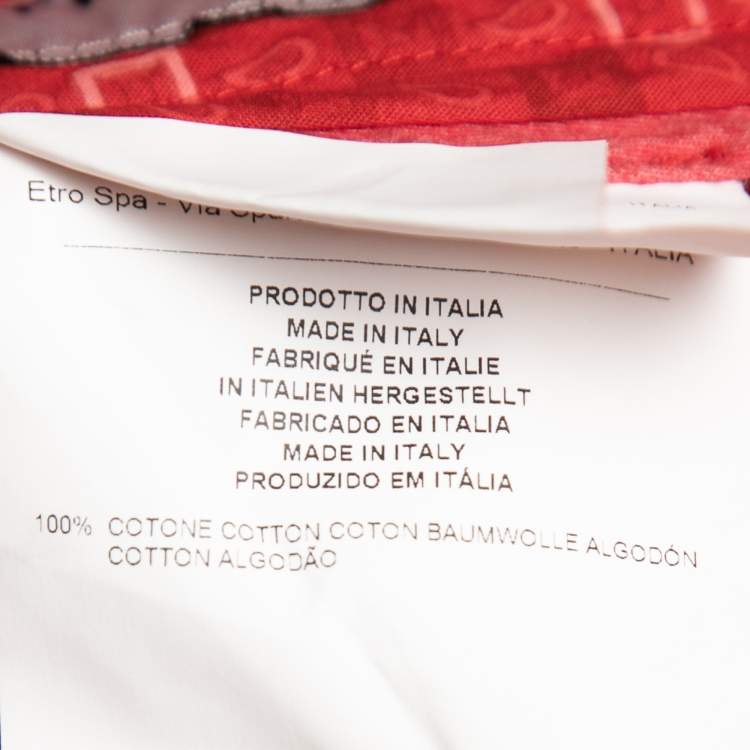 Etro Spa - Via
ITALIA
PRODOTTO IN ITALIA
MADE IN ITALY
FABRIQUÉ EN ITALIE
IN ITALIEN HERGESTELLT
FABRICADO EN ITALIA
MADE IN ITALY
PRODUZIDO EM ITÁLIA
100% COTONE COTTON COTON BAUMWOLLE ALGODÓN
COTTON ALGODÃO